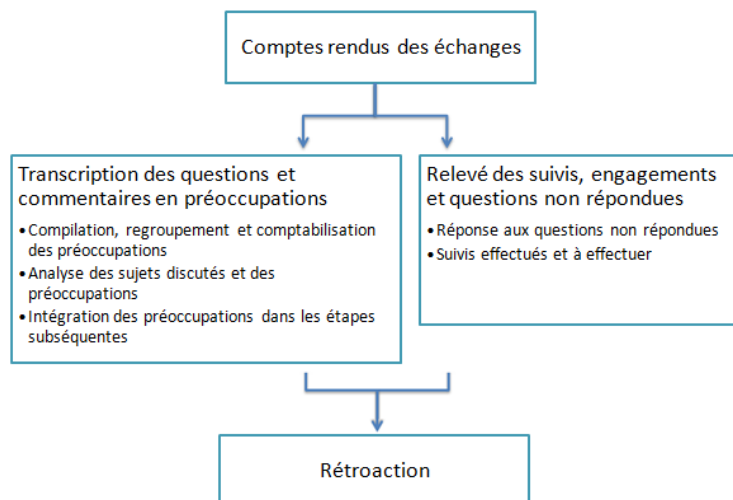 Comptes rendus des échanges
Transcription des questions et
commentaires en préoccupations
• Compilation, regroupement et comptabilisation
des préoccupations
• Analyse des sujets discutés et des
préoccupations
• Intégration des préoccupations dans les étapes
subséquentes
Relevé des suivis, engagements
et questions non répondues
• Réponse aux questions non répondues
• Suivis effectués et à effectuer
Rétroaction